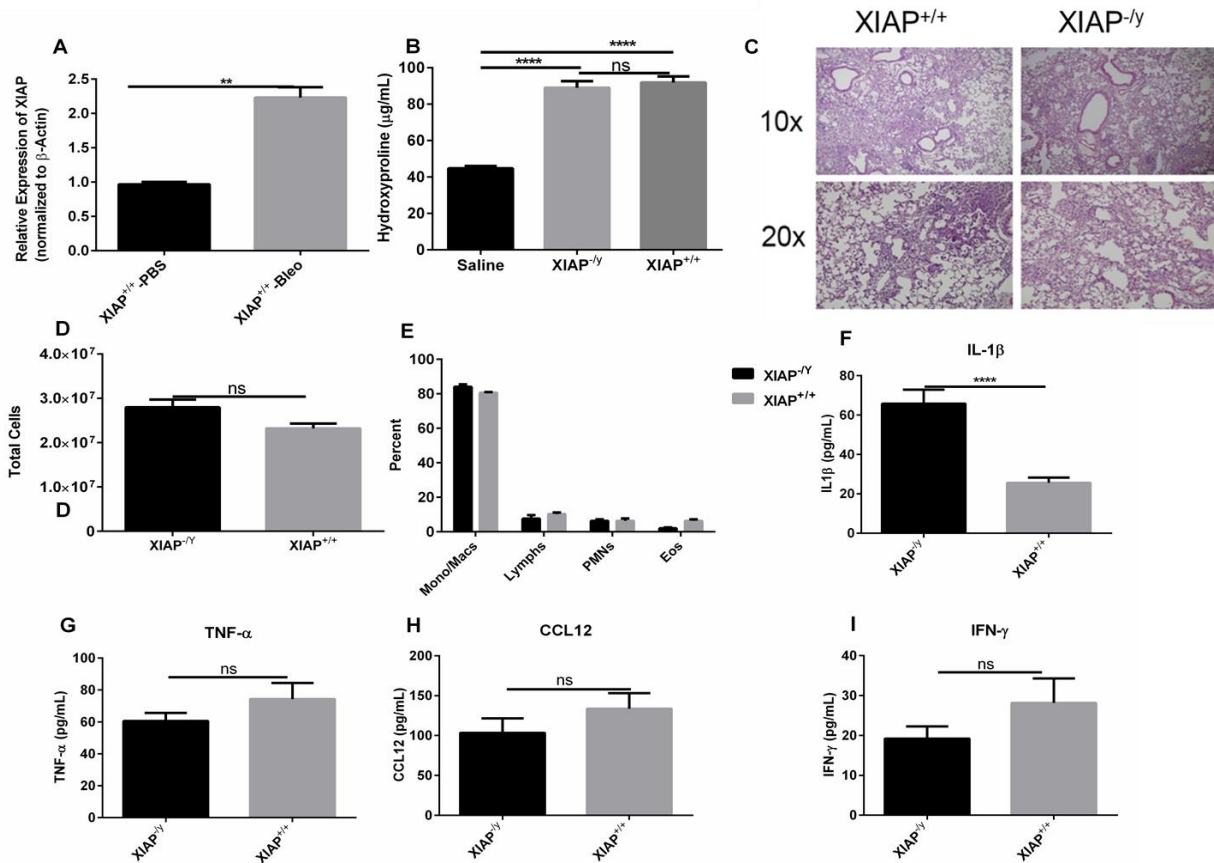 XIAP+/+
XIAP-/y
A
**
Relative Expression of XIAP
(normalized to β-Actin)
2.5
2.0
1.5
1.0
0.5
0.0
XIAP+/+ -PBS
XIAP+/+ -Bleo
B
****
****
ns
Hydroxyproline (μg/mL)
100
80
60
40
20
0
Saline
XIAP-/y
XIAP+/+
C
10x
20x
D
ns
Total Cells
4.0×10⁷
3.0×10⁷
2.0×10⁷
1.0×10⁷
0
D
XIAP-/Y
XIAP+/+
E
Percent
100
80
60
40
20
0
Mono/Macs
Lymphs
PMNs
Eos
XIAP-/Y
XIAP+/+
F
IL-1β
****
IL1β (pg/mL)
80
60
40
20
0
XIAP-/y
XIAP+/+
G
TNF-α
ns
TNF-α (pg/mL)
100
80
60
40
20
0
XIAP-/y
XIAP+/+
H
CCL12
ns
CCL12 (pg/mL)
200
150
100
50
0
XIAP-/y
XIAP+/+
I
IFN-γ
ns
IFN-γ (pg/mL)
40
30
20
10
0
XIAP-/y
XIAP+/+